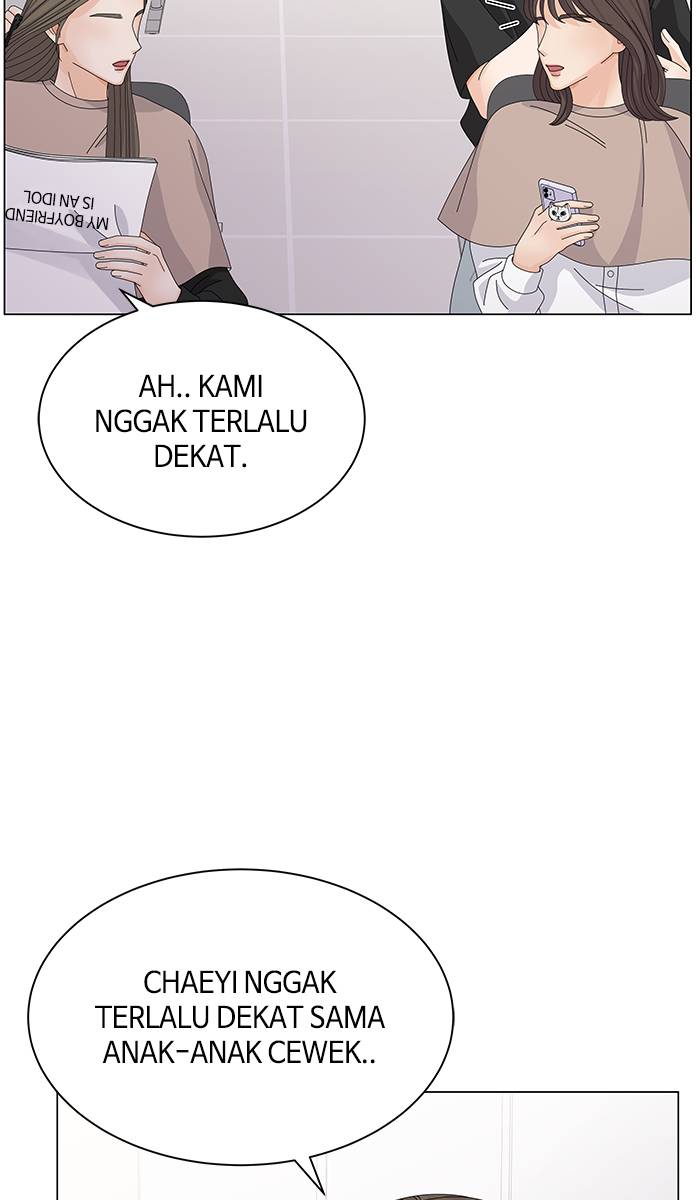 MY BOYFRIEND
IS AN IDOL
AH.. KAMI
NGGAK TERLALU
DEKAT.
CHAEYI NGGAK
TERLALU DEKAT SAMA
ANAK-ANAK CEWEK..